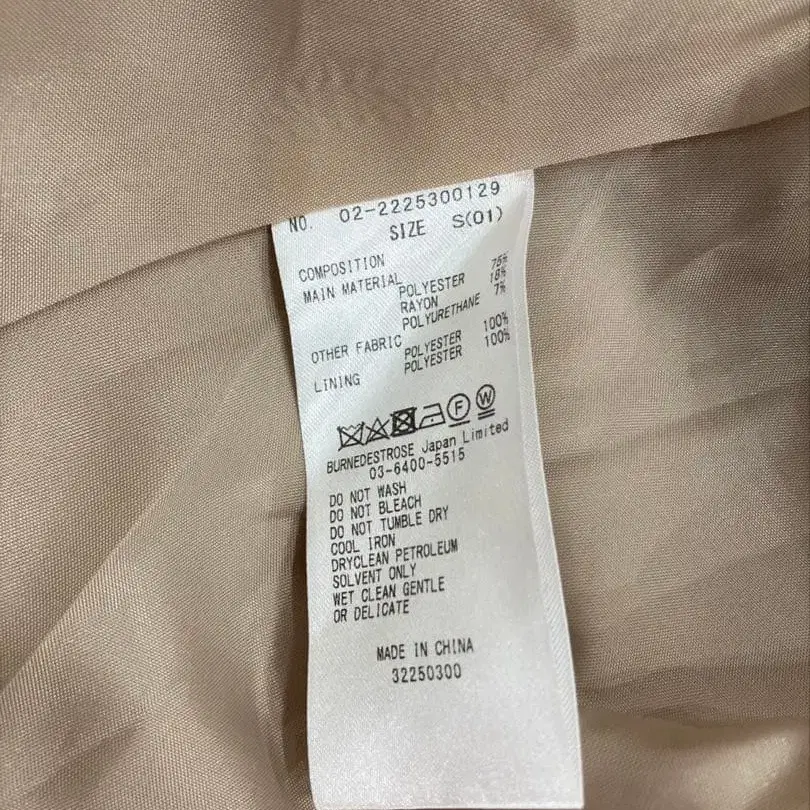 NO. 02-2225300129
SIZE S(01)
COMPOSITION
MAIN MATERIAL POLYESTER 75%
RAYON 18%
POLYURETHANE 7%
OTHER FABRIC POLYESTER 100%
LINING POLYESTER 100%
F W
BURNEDESTROSE Japan Limited
03-6400-5515
DO NOT WASH
DO NOT BLEACH
DO NOT TUMBLE DRY
COOL IRON
DRYCLEAN PETROLEUM
SOLVENT ONLY
WET CLEAN GENTLE
OR DELICATE
MADE IN CHINA
32250300